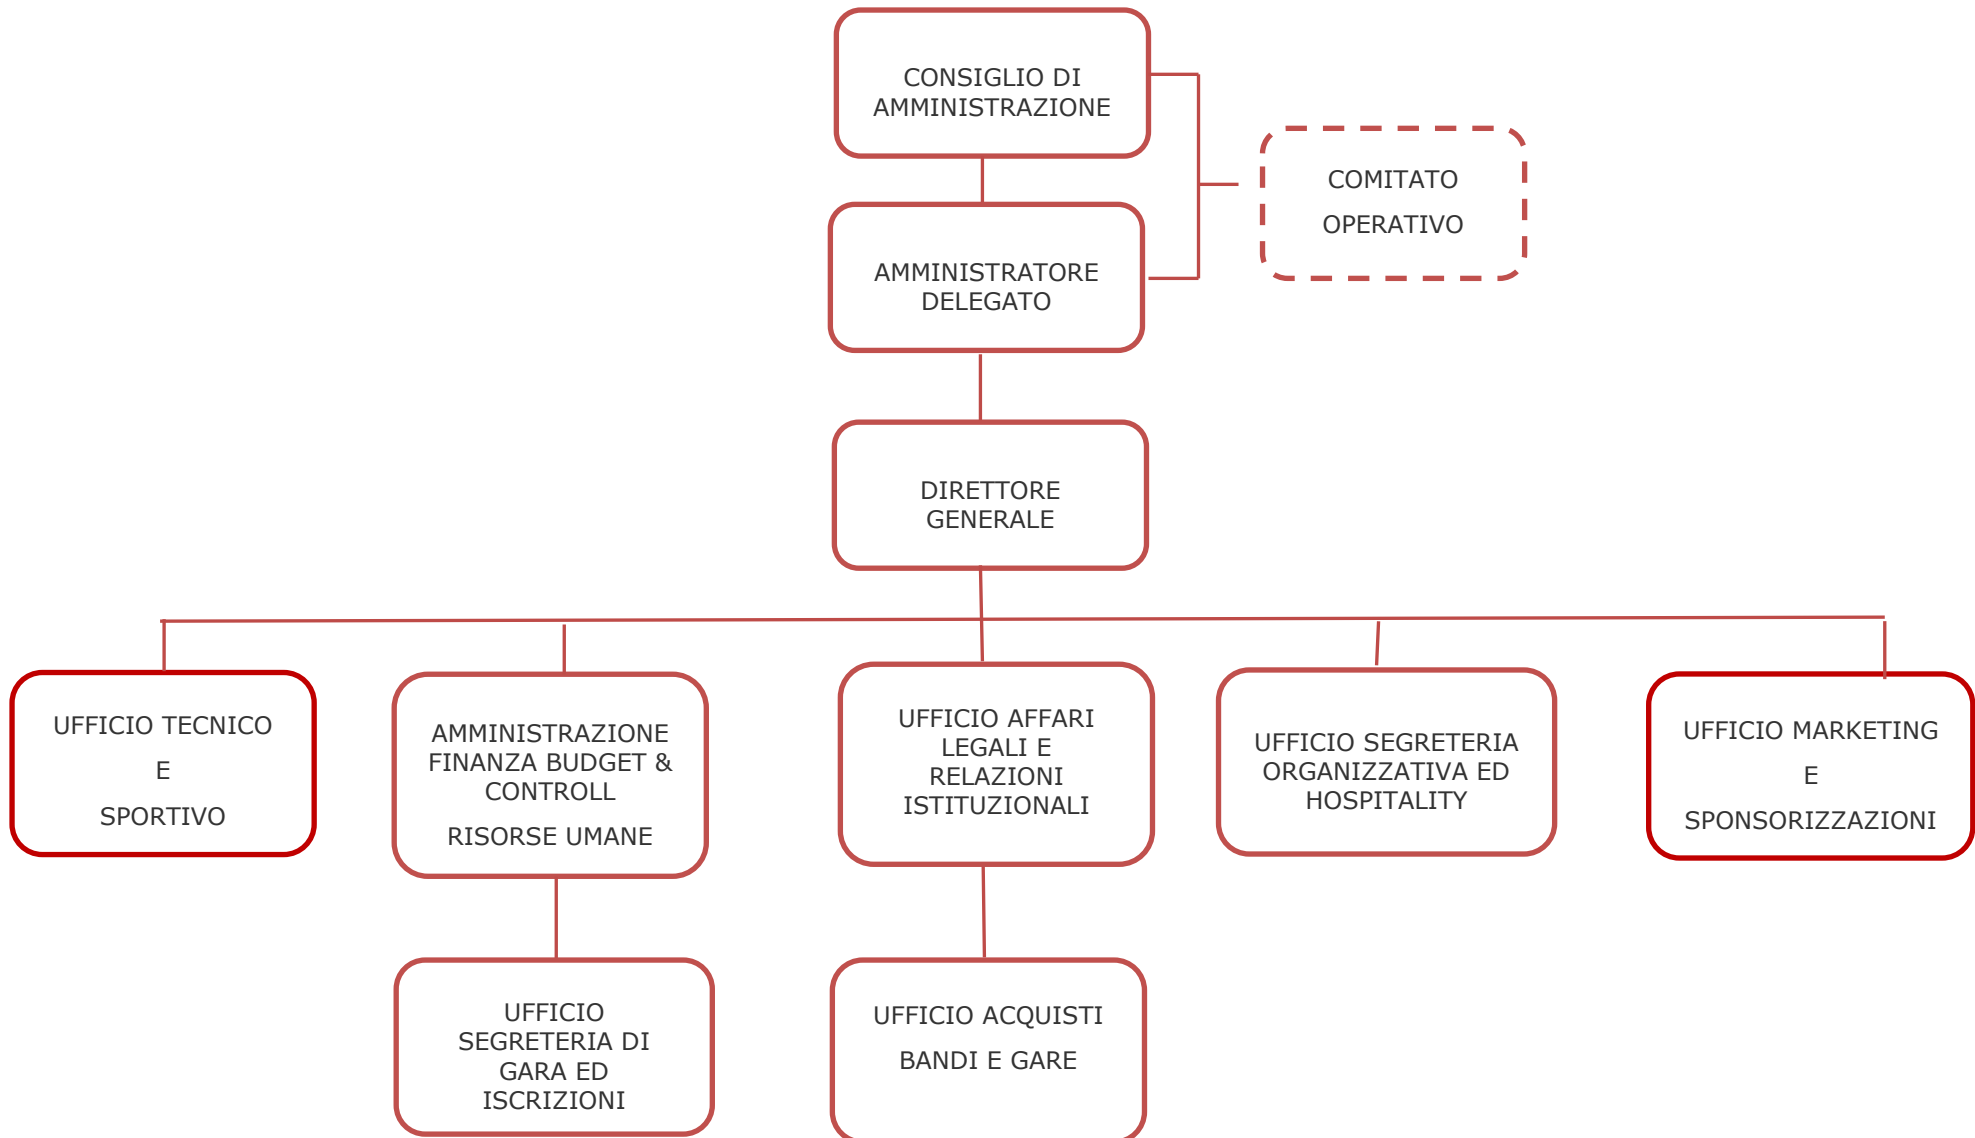 CONSIGLIO DI
AMMINISTRAZIONE
COMITATO
OPERATIVO
AMMINISTRATORE
DELEGATO
DIRETTORE
GENERALE
UFFICIO TECNICO
E
SPORTIVO
AMMINISTRAZIONE
FINANZA BUDGET &
CONTROLL
RISORSE UMANE
UFFICIO AFFARI
LEGALI E
RELAZIONI
ISTITUZIONALI
UFFICIO SEGRETERIA
ORGANIZZATIVA ED
HOSPITALITY
UFFICIO MARKETING
E
SPONSORIZZAZIONI
UFFICIO
SEGRETERIA DI
GARA ED
ISCRIZIONI
UFFICIO ACQUISTI
BANDI E GARE